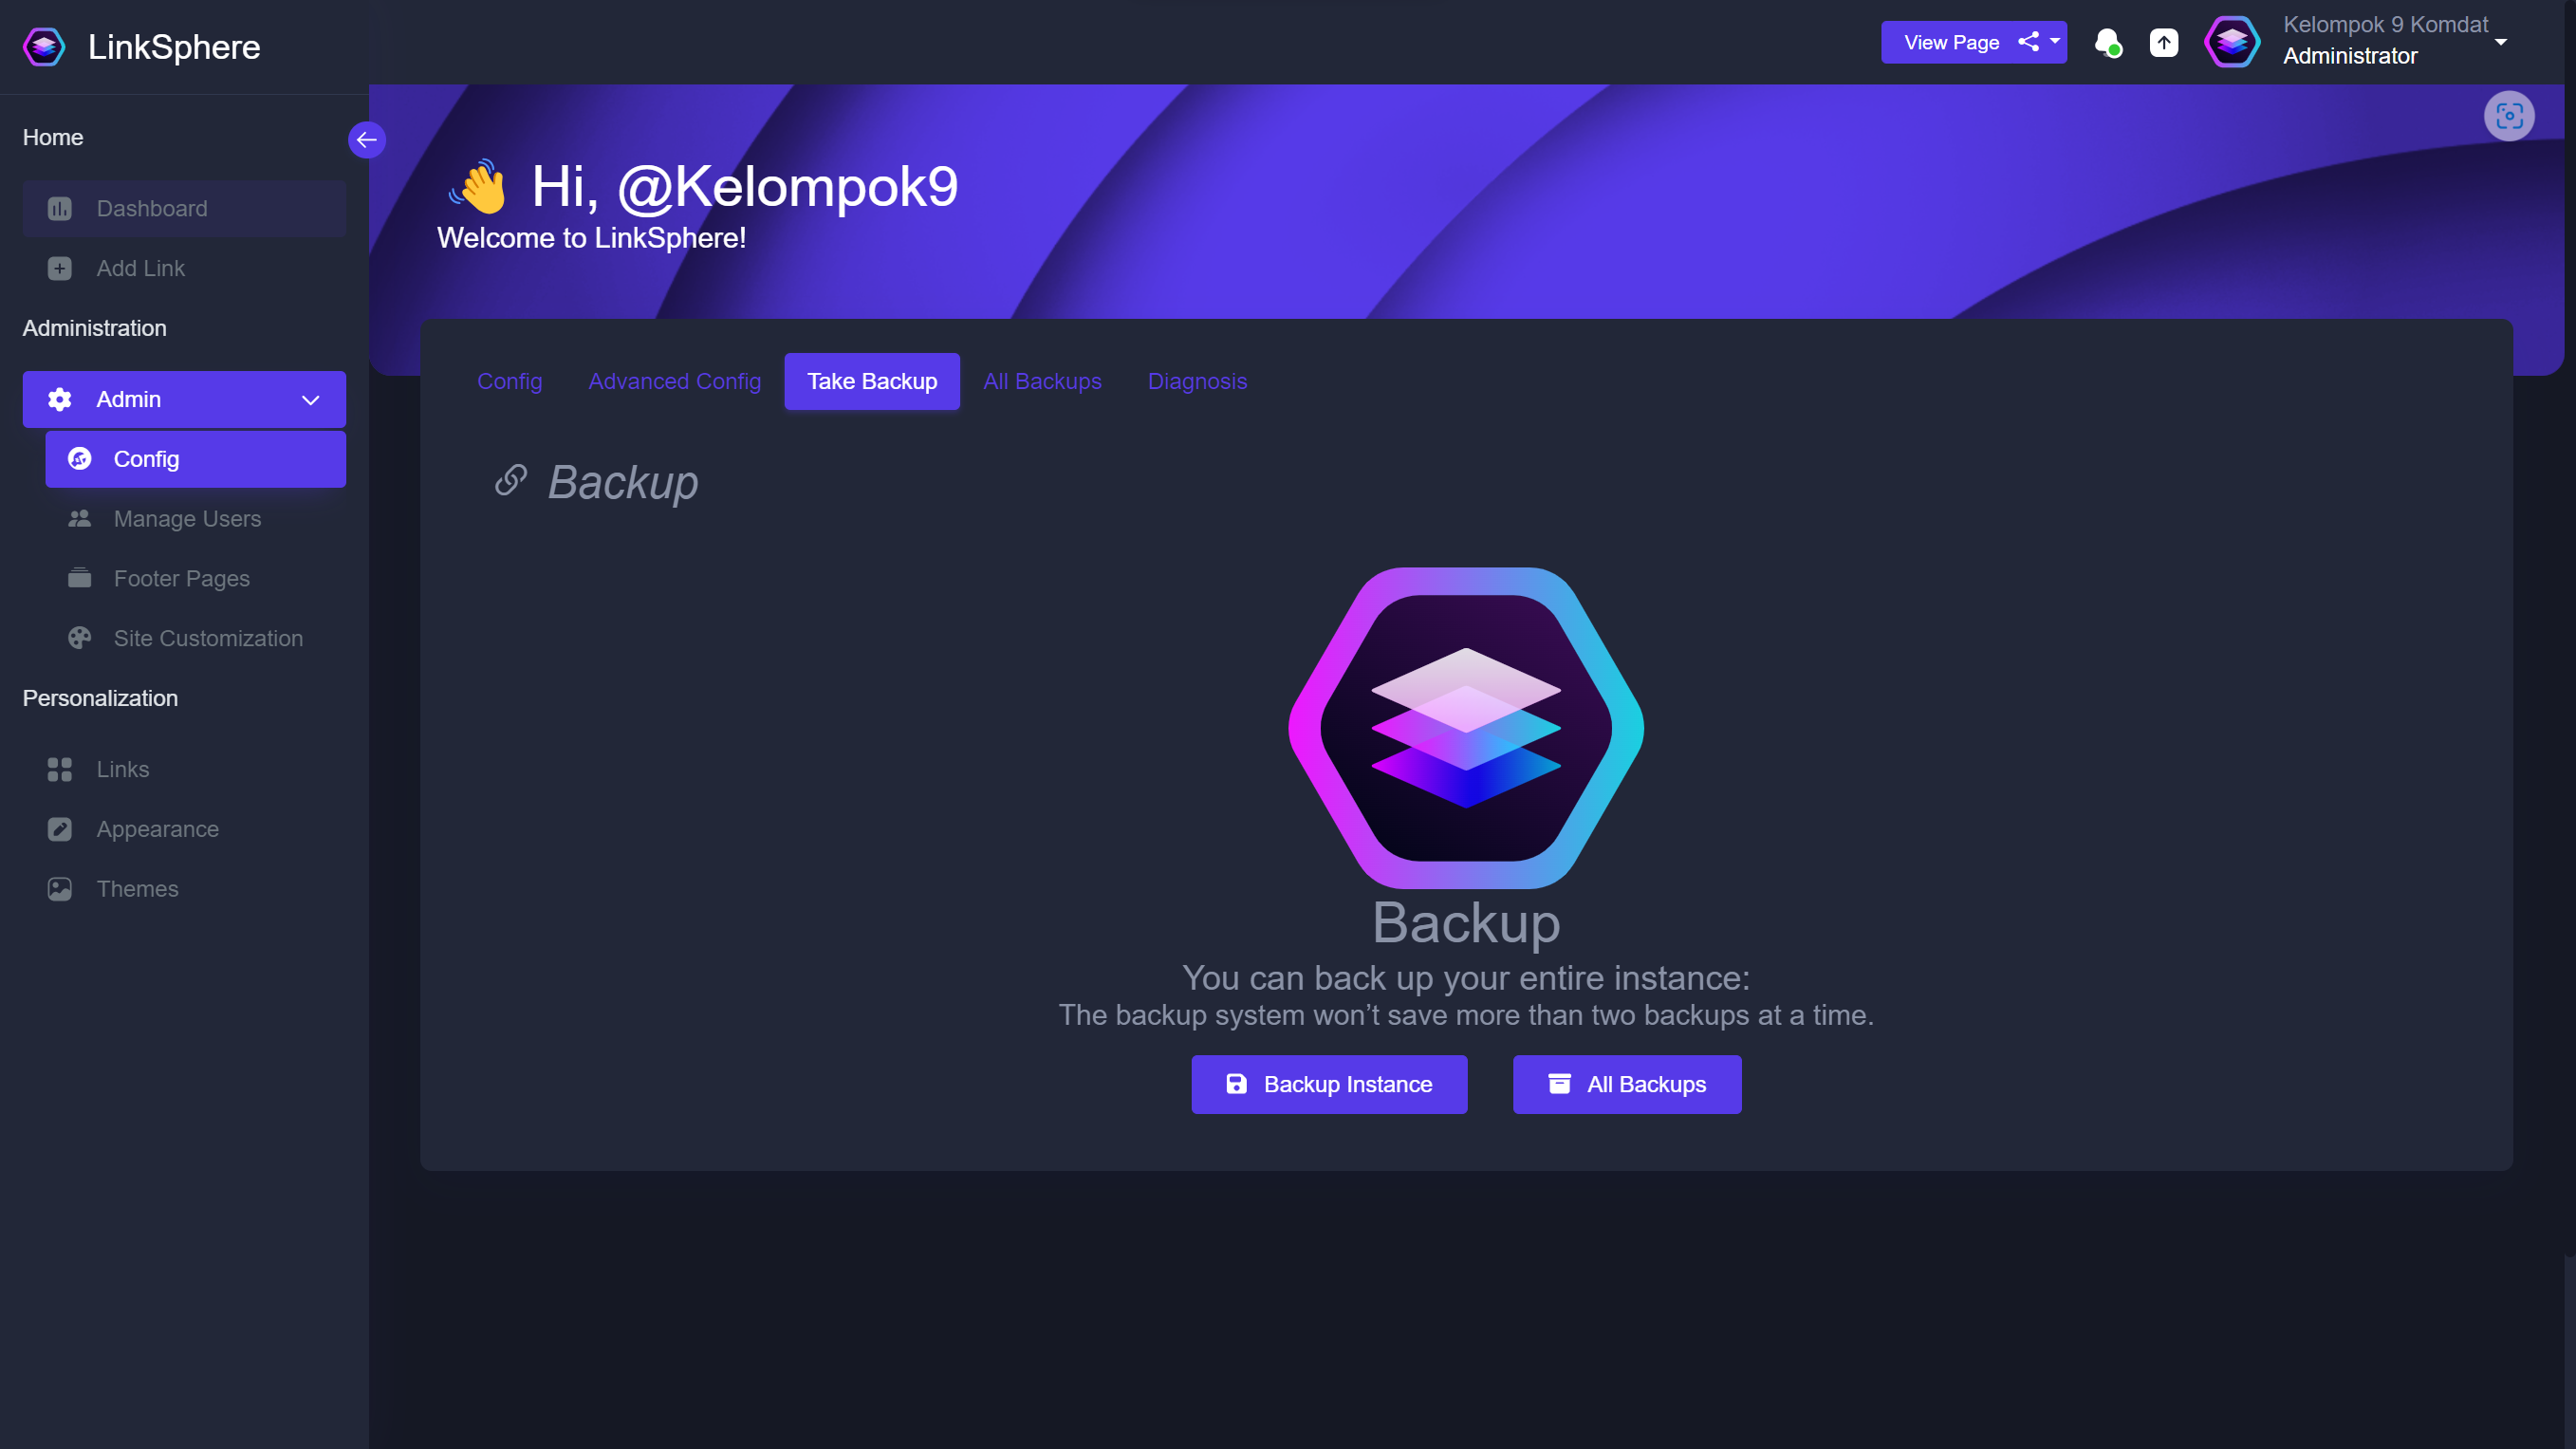 LinkSphere
View Page
Kelompok 9 Komdat
Administrator
Home
Dashboard
Add Link
Administration
Admin
Config
Manage Users
Footer Pages
Site Customization
Personalization
Links
Appearance
Themes
Hi, @Kelompok9
Welcome to LinkSphere!
Config Advanced Config Take Backup All Backups Diagnosis
Backup
Backup
You can back up your entire instance:
The backup system won’t save more than two backups at a time.
Backup Instance All Backups